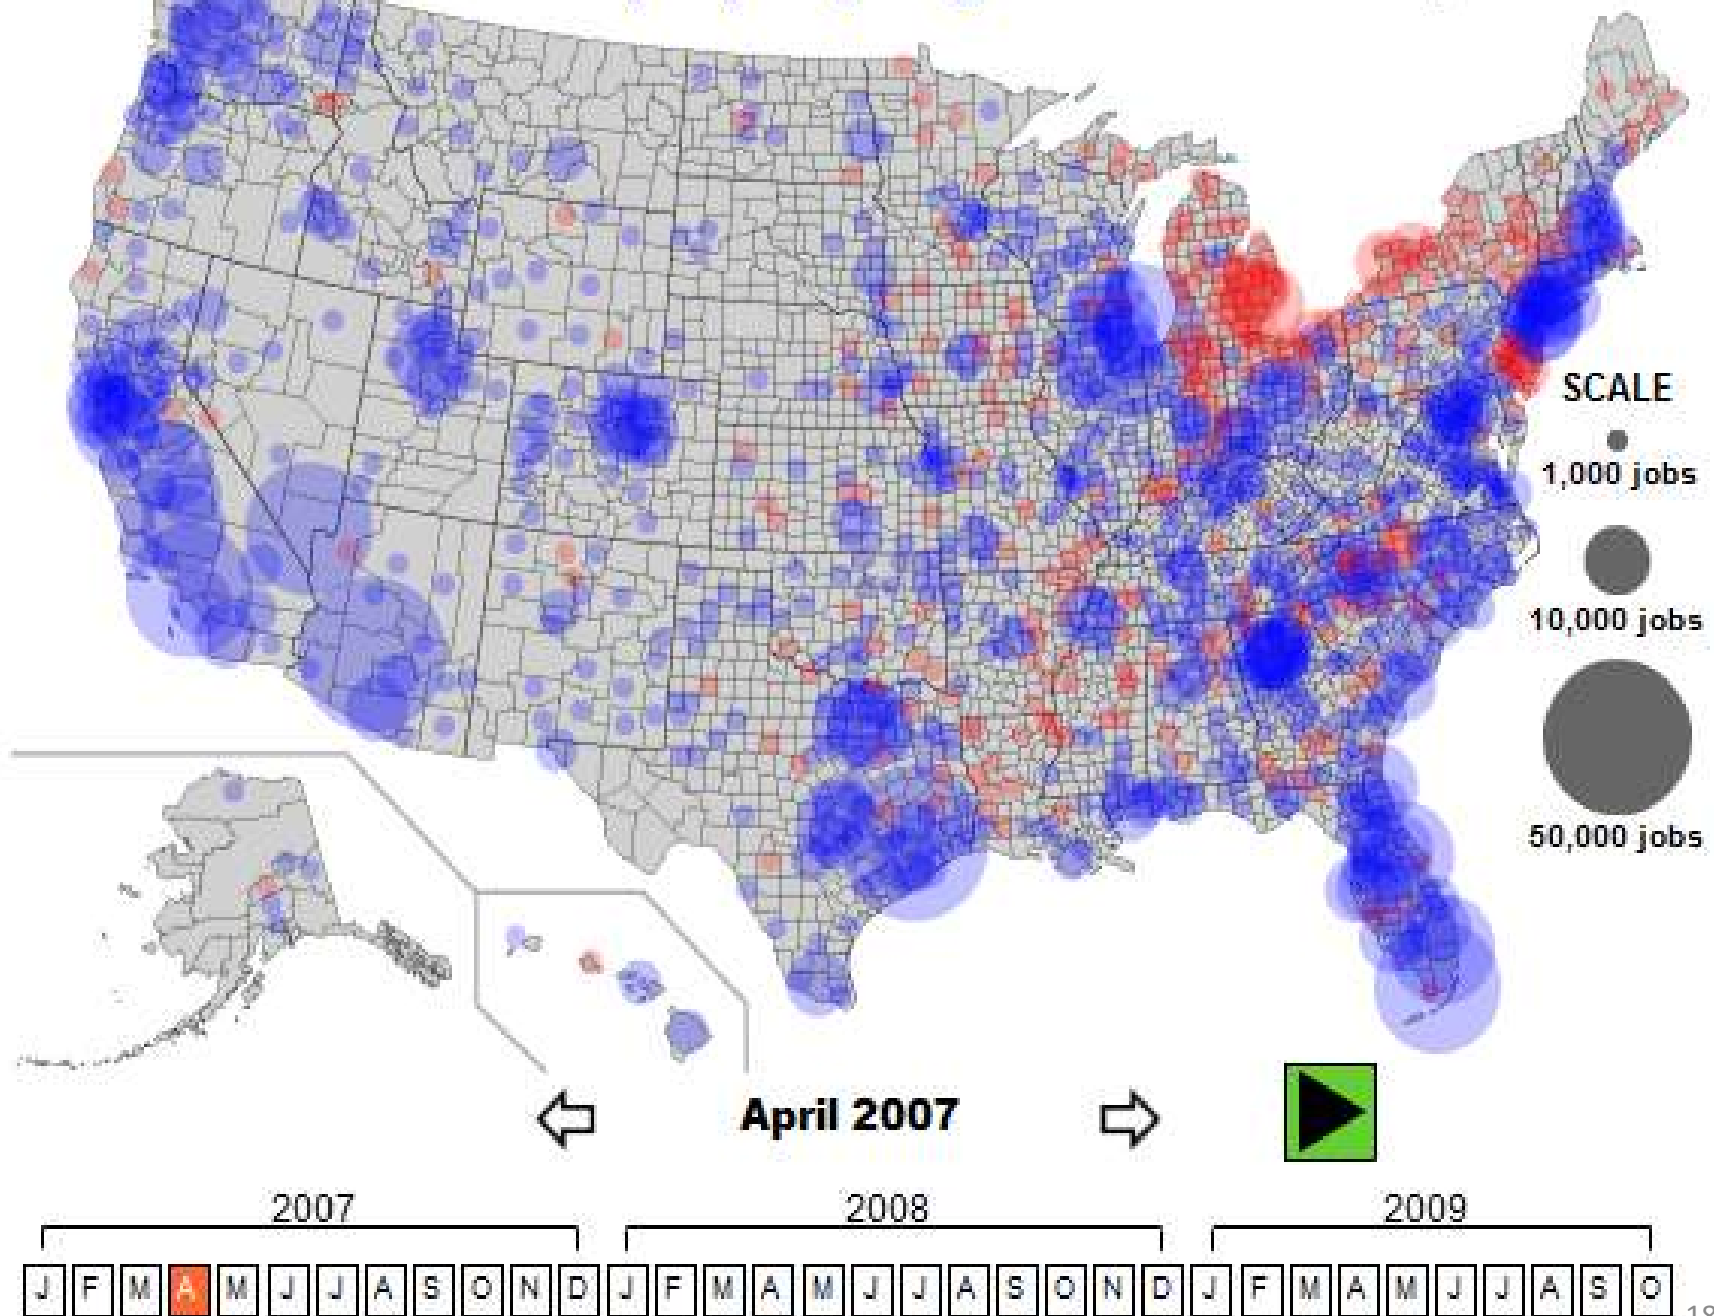 SCALE
1,000 jobs
10,000 jobs
50,000 jobs
April 2007
2007 2008 2009
J F M A M J J A S O N D J F M A M J J A S O N D J F M A M J J A S O